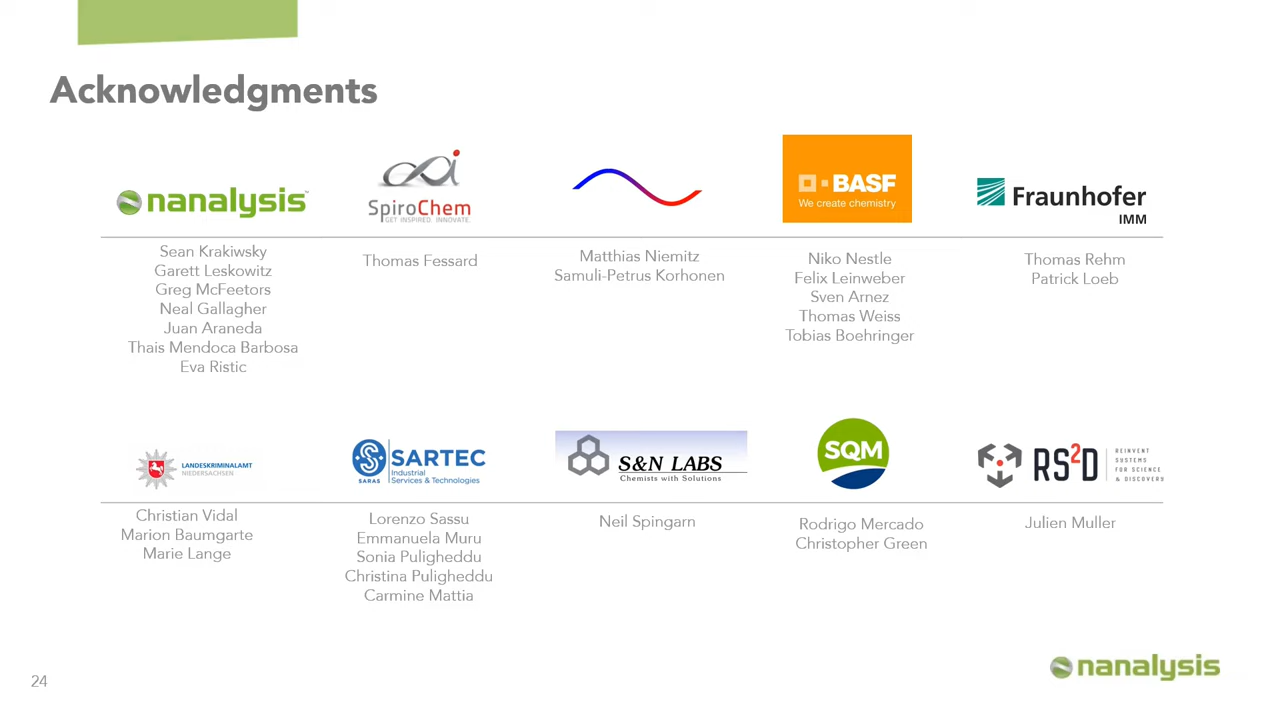 Acknowledgments
nanalysis™
Sean Krakiwsky
Garett Leskowitz
Greg McFeetors
Neal Gallagher
Juan Araneda
Thais Mendoca Barbosa
Eva Ristic
SpiroChem
GET INSPIRED. INNOVATE.
Thomas Fessard
Matthias Niemitz
Samuli-Petrus Korhonen
BASF
We create chemistry
Niko Nestle
Felix Leinweber
Sven Arnez
Thomas Weiss
Tobias Boehringer
Fraunhofer
IMM
Thomas Rehm
Patrick Loeb
LANDESKRIMINALAMT
NIEDERSACHSEN
Christian Vidal
Marion Baumgarte
Marie Lange
SARAS
SARTEC
Industrial
Services & Technologies
Lorenzo Sassu
Emmanuela Muru
Sonia Puligheddu
Christina Puligheddu
Carmine Mattia
S&N LABS
Chemists with Solutions
Neil Spingarn
SQM
Rodrigo Mercado
Christopher Green
RS2D
REINVENT
SYSTEMS
FOR SCIENCE
& DISCOVERY
Julien Muller
24
nanalysis